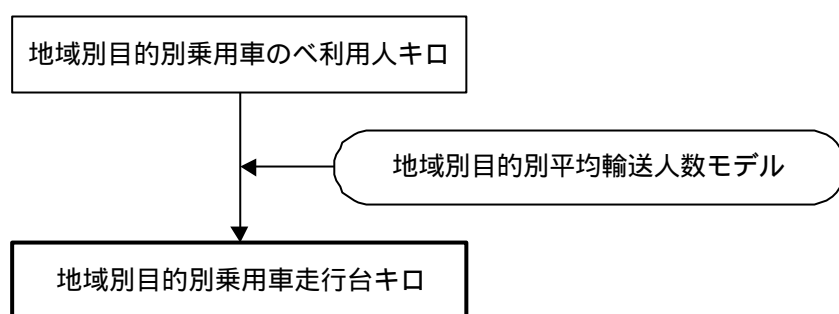 地域別目的別乗用車のべ利用人キロ
地域別目的別平均輸送人数モデル
地域別目的別乗用車走行台キロ